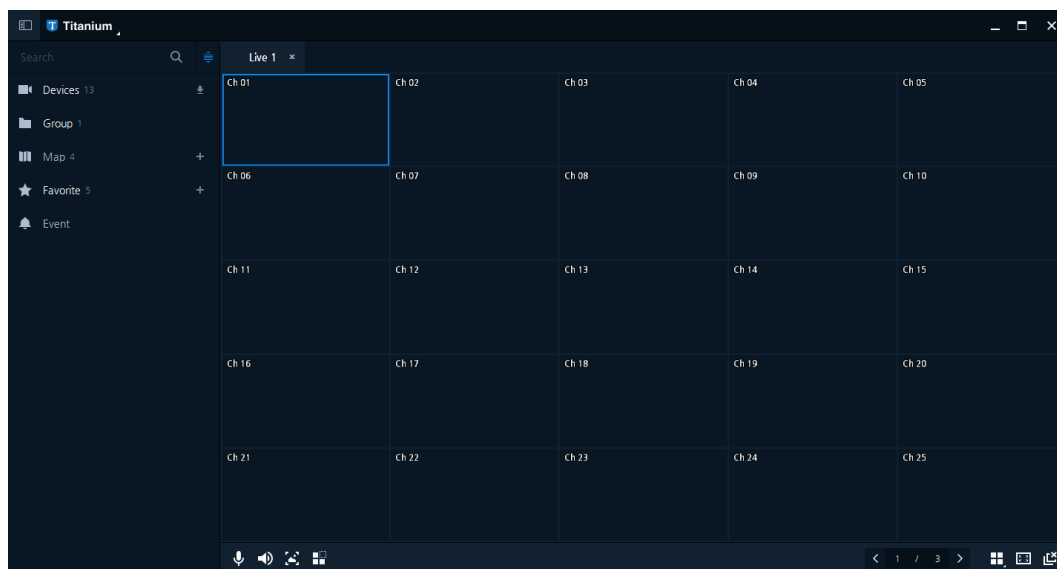 Titanium
Search
Live 1 ×
Devices 13
Group 1
Map 4 +
Favorite 5 +
Event
Ch 01 Ch 02 Ch 03 Ch 04 Ch 05
Ch 06 Ch 07 Ch 08 Ch 09 Ch 10
Ch 11 Ch 12 Ch 13 Ch 14 Ch 15
Ch 16 Ch 17 Ch 18 Ch 19 Ch 20
Ch 21 Ch 22 Ch 23 Ch 24 Ch 25
1 / 3